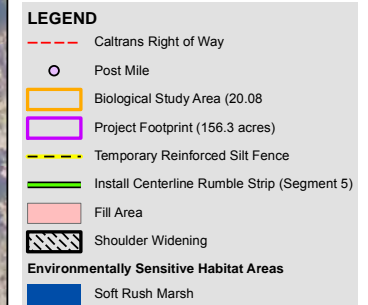 LEGEND
Caltrans Right of Way
Post Mile
Biological Study Area (20.08
Project Footprint (156.3 acres)
Temporary Reinforced Silt Fence
Install Centerline Rumble Strip (Segment 5)
Fill Area
Shoulder Widening
Environmentally Sensitive Habitat Areas
Soft Rush Marsh